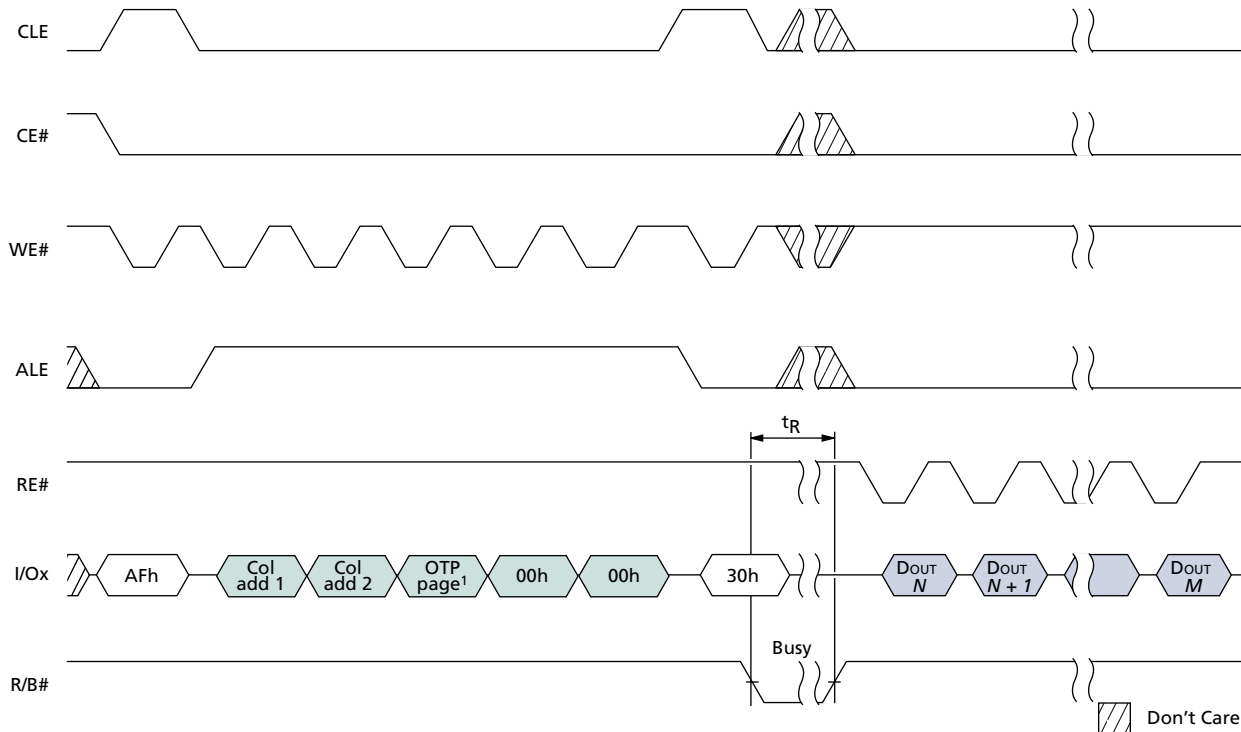 CLE
CE#
WE#
ALE
tR
RE#
I/Ox
AFh
Col
add 1
Col
add 2
OTP
page¹
00h
00h
30h
DOUT
N
DOUT
N + 1
DOUT
M
Busy
R/B#
Don't Care